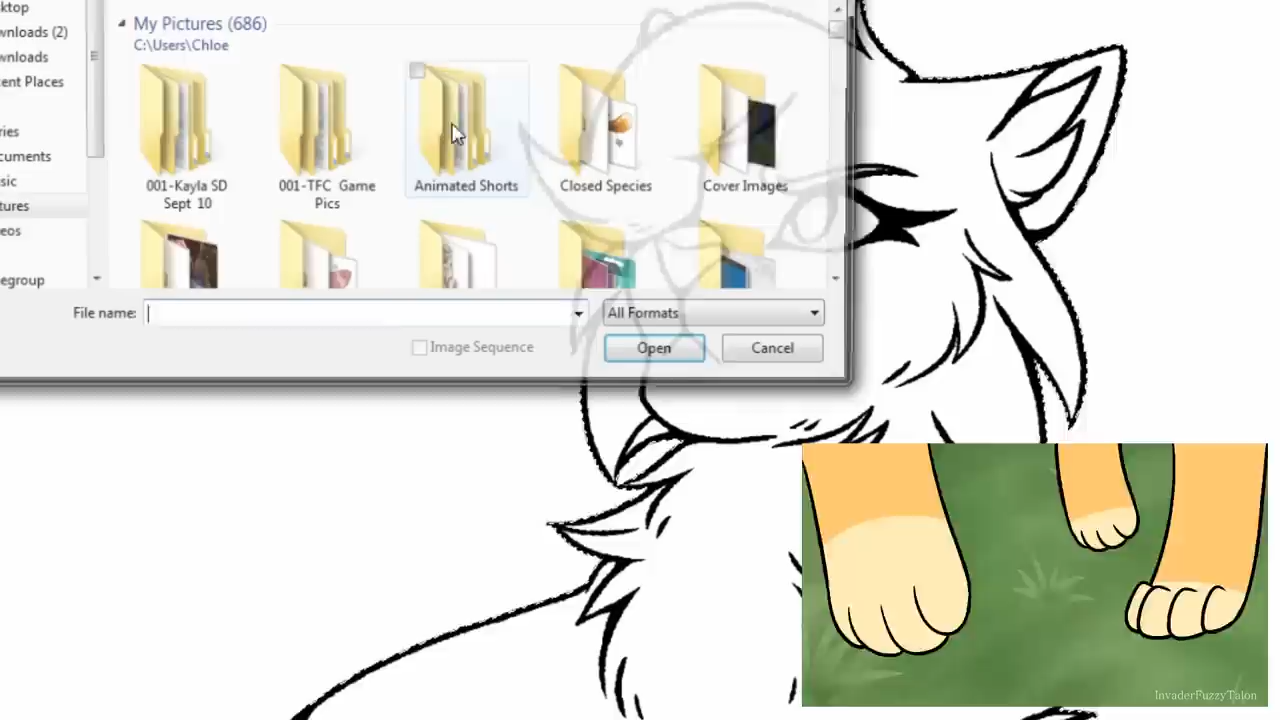 ktop
wnloads (2)
wnloads
ent Places
ries
cuments
sic
tures
eos
egroup
My Pictures (686)
C:\Users\Chloe
001-Kayla SD Sept 10
001-TFC Game Pics
Animated Shorts
Closed Species
Cover Images
File name:
All Formats
Image Sequence
Open
Cancel
InvaderFuzzyTalon